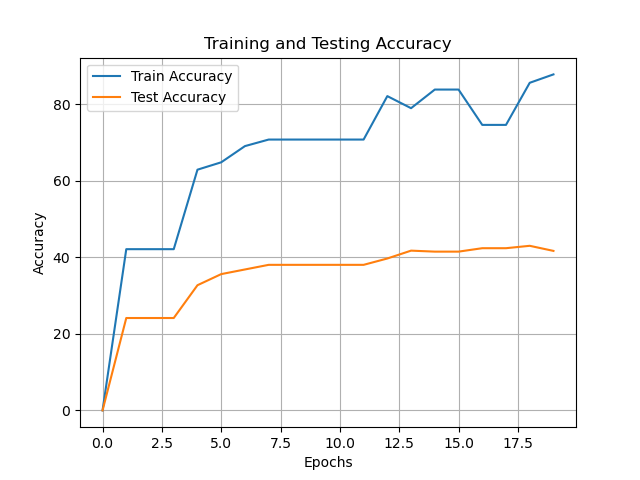 Training and Testing Accuracy
Train Accuracy
Test Accuracy
80
60
40
20
0
Accuracy
0.0 2.5 5.0 7.5 10.0 12.5 15.0 17.5
Epochs